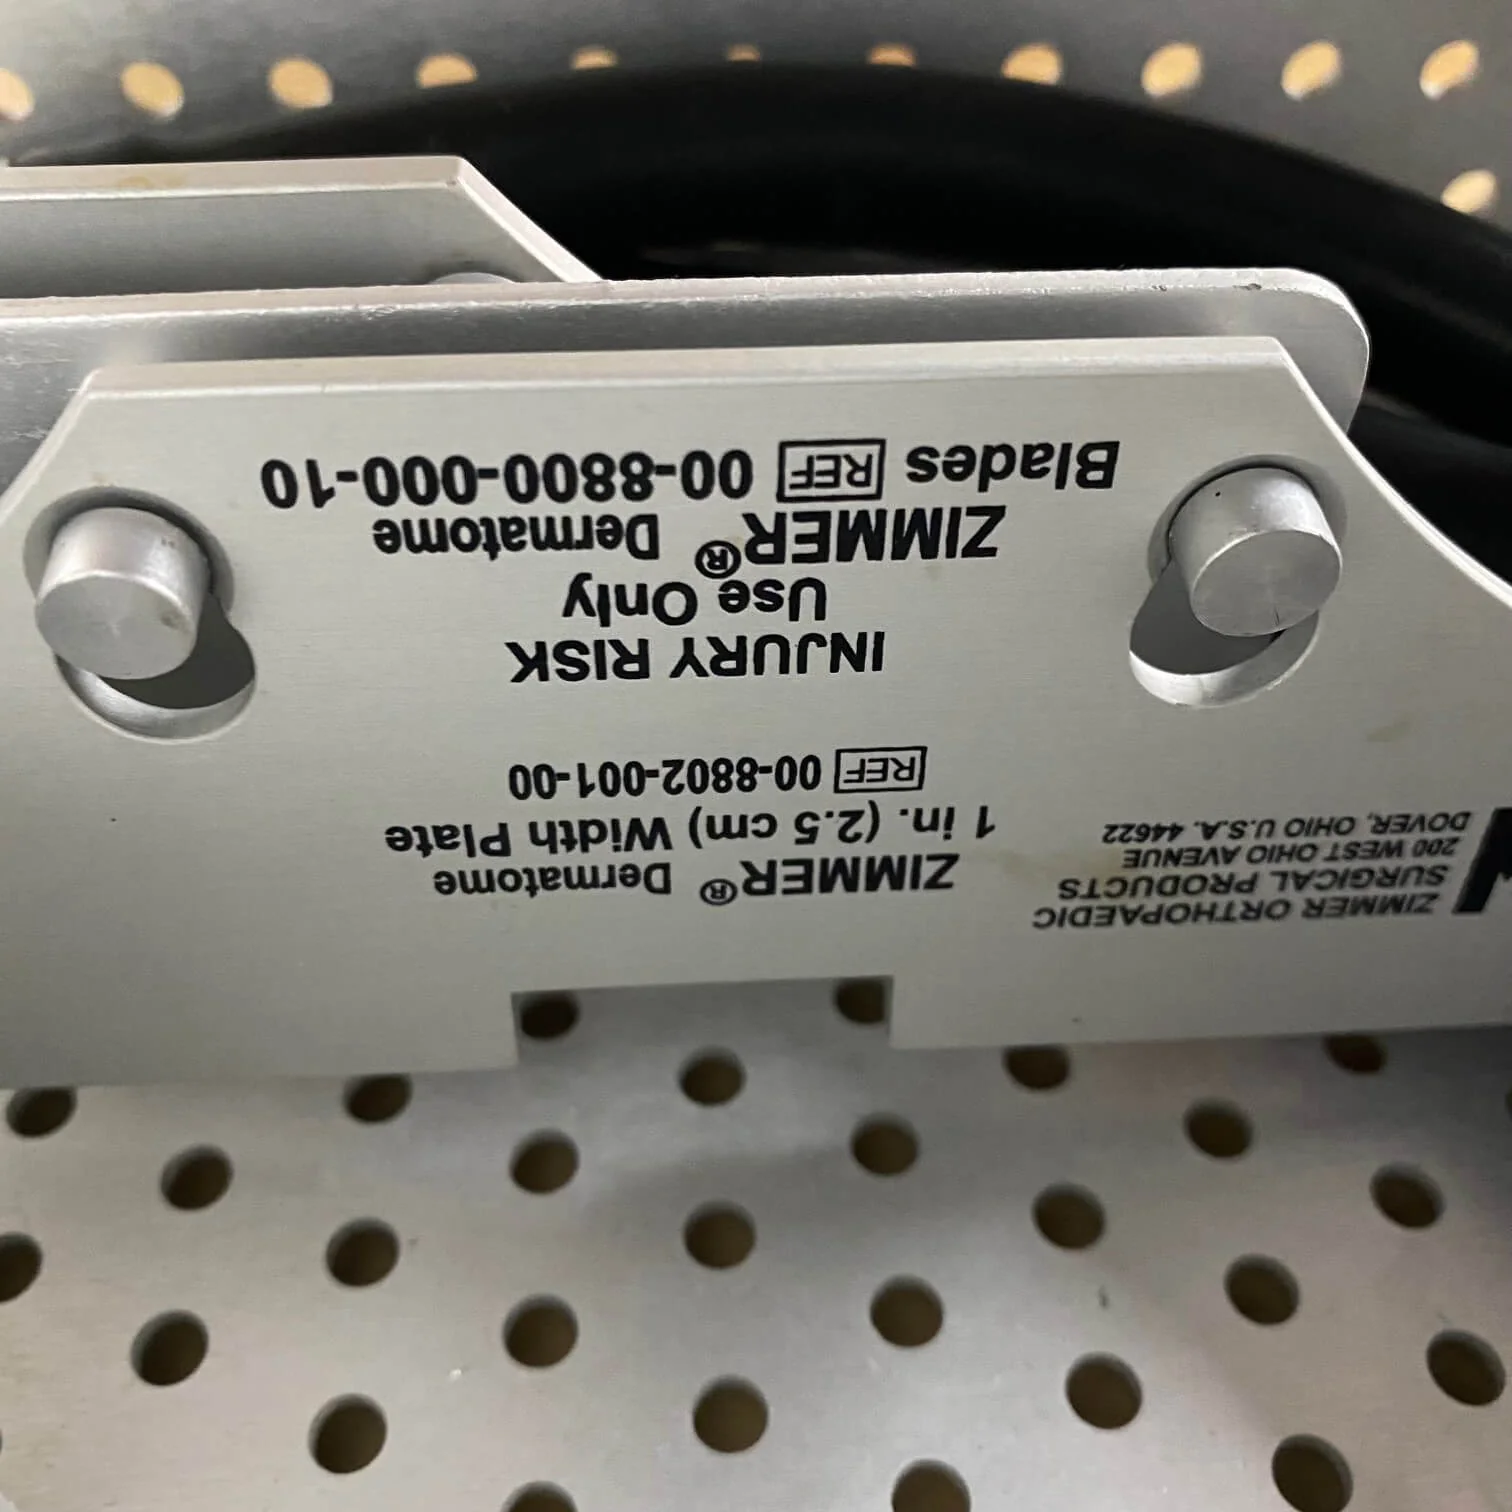 ZIMMER ORTHOPAEDIC
SURGICAL PRODUCTS
200 WEST OHIO AVENUE
DOVER, OHIO U.S.A. 44622
ZIMMER® Dermatome
1 in. (2.5 cm) Width Plate
REF 00-8802-001-00
INJURY RISK
Use Only
ZIMMER® Dermatome
Blades REF 00-8800-000-10